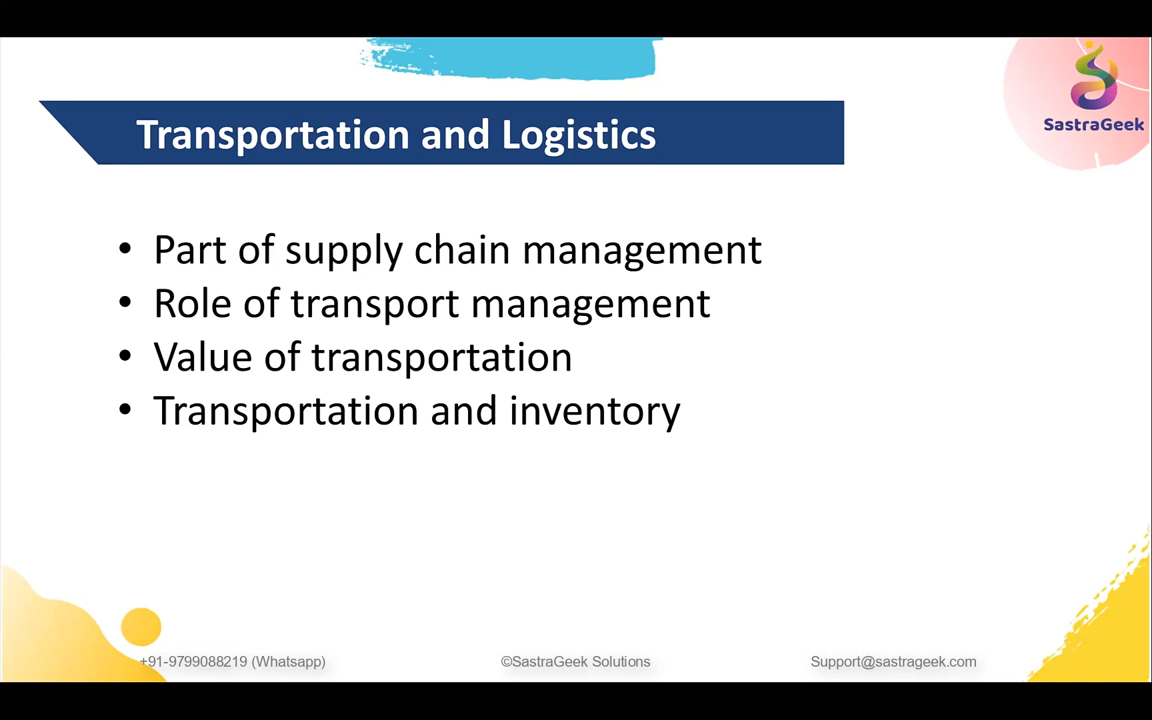 SastraGeek
Transportation and Logistics
• Part of supply chain management
• Role of transport management
• Value of transportation
• Transportation and inventory
+91-9799088219 (Whatsapp)
©SastraGeek Solutions
Support@sastrageek.com